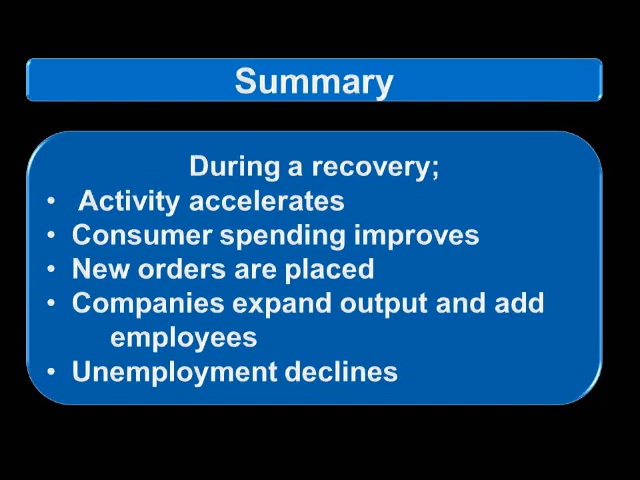 Summary
During a recovery;
• Activity accelerates
• Consumer spending improves
• New orders are placed
• Companies expand output and add
employees
• Unemployment declines